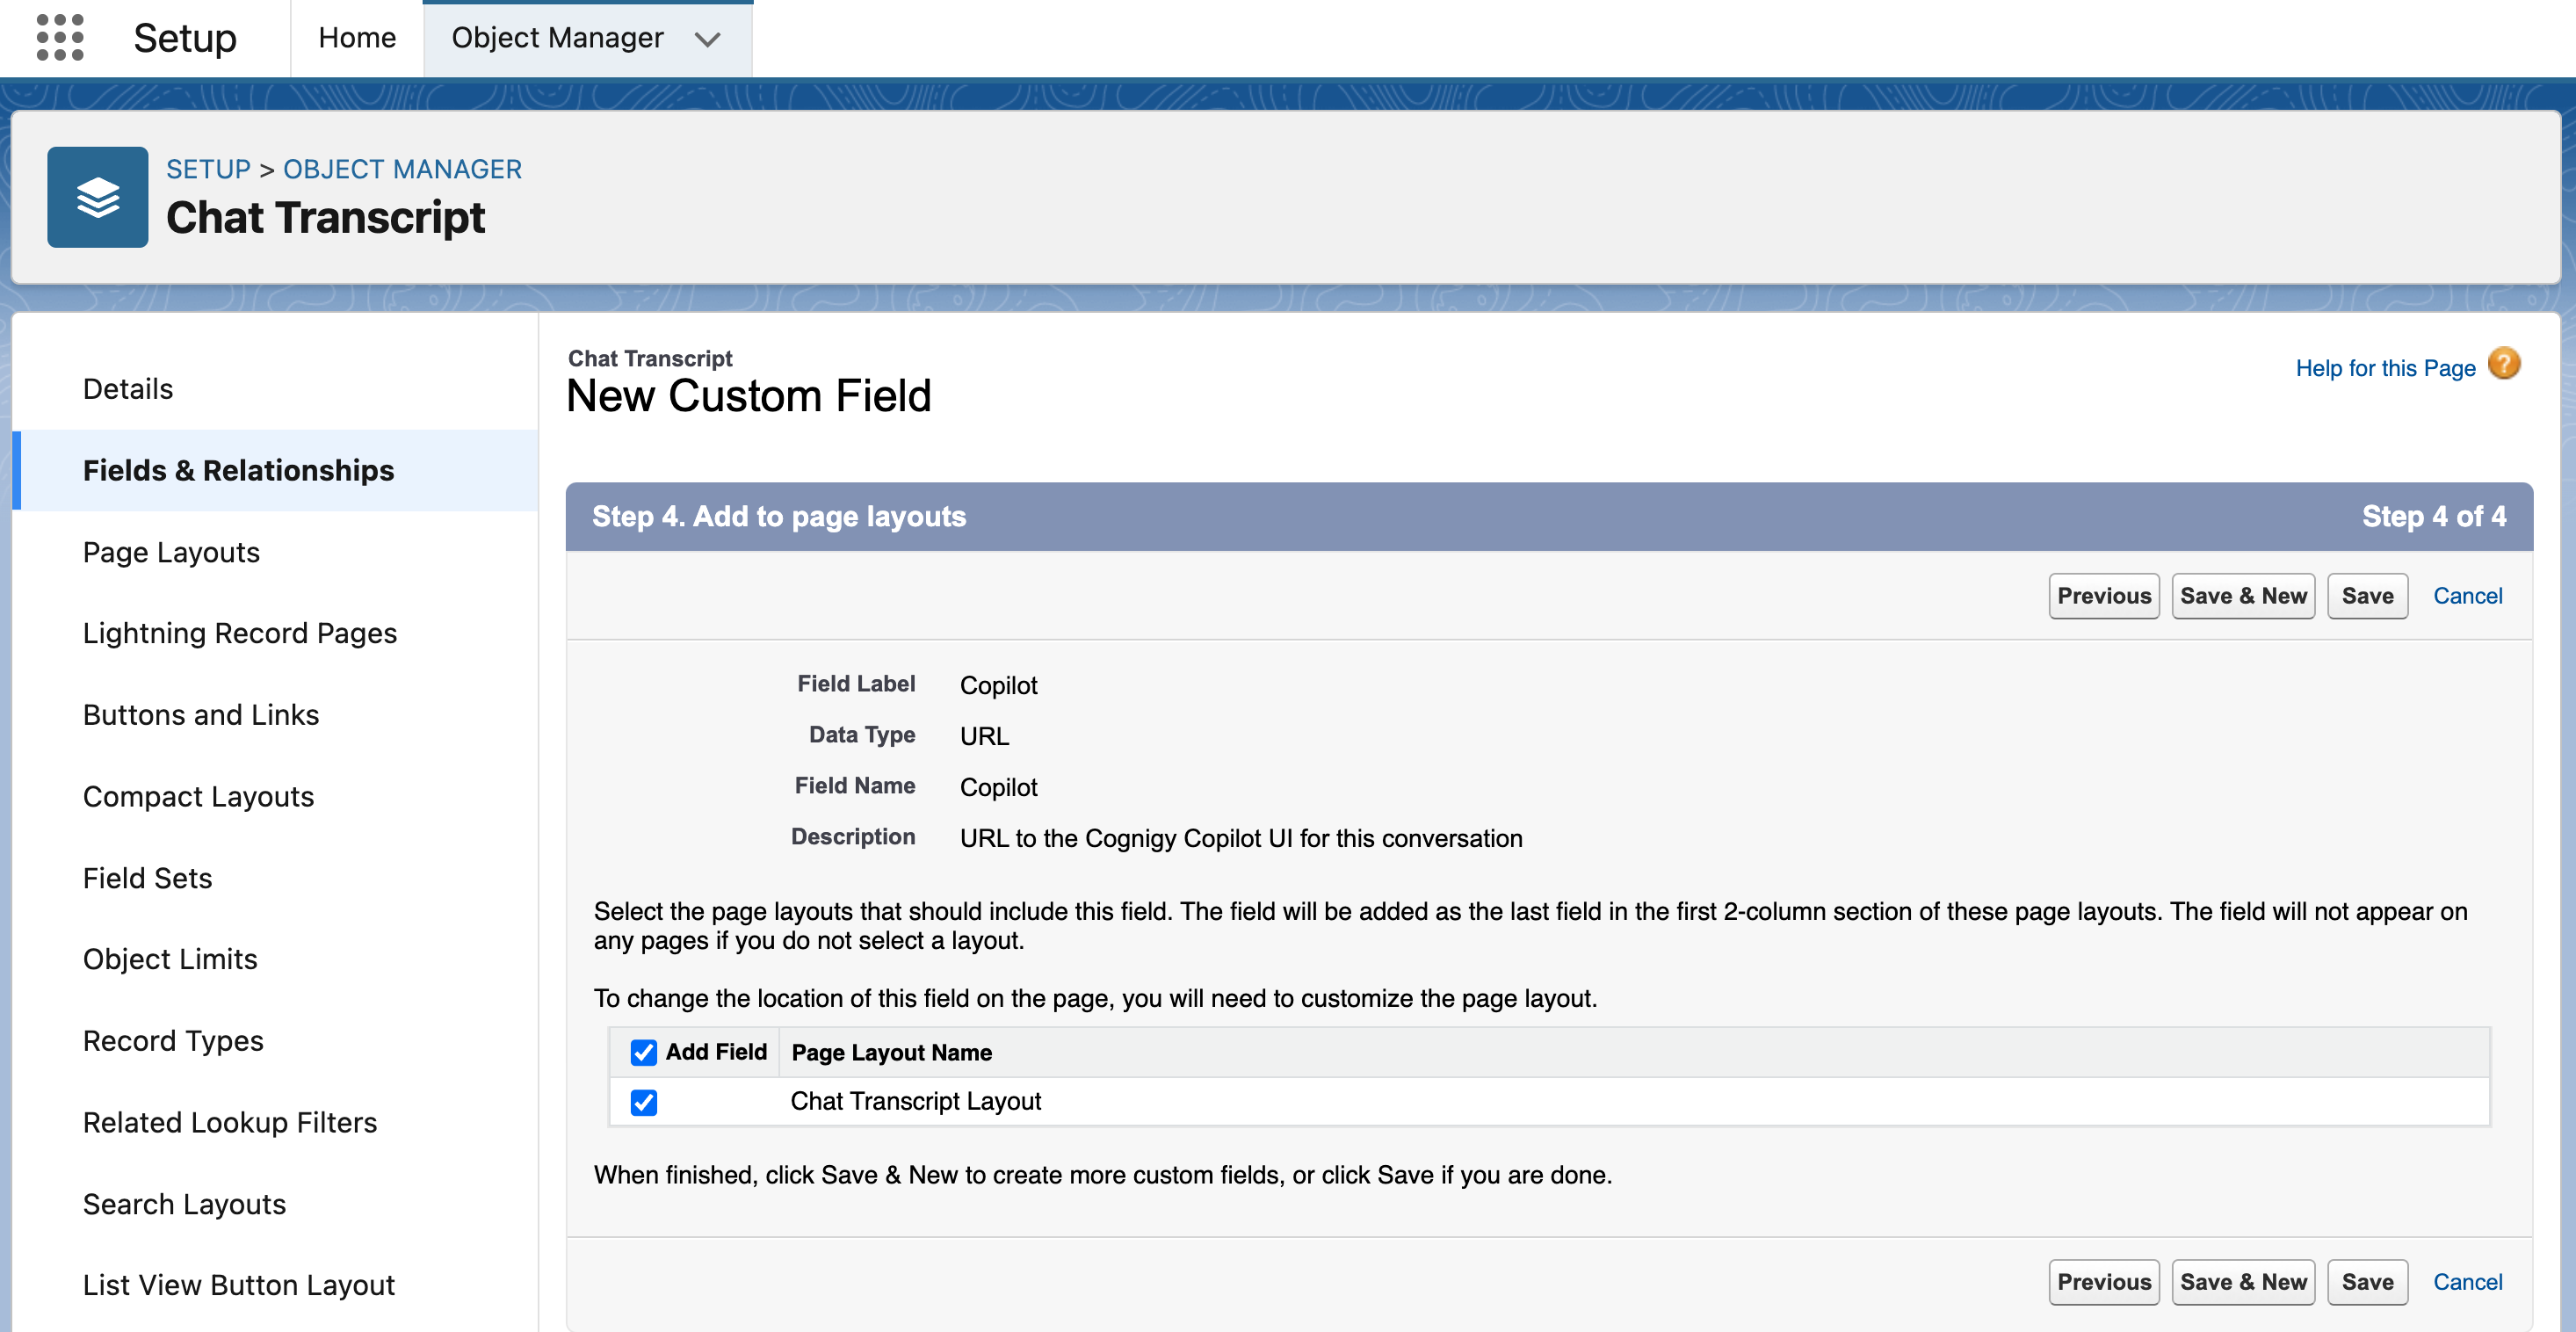 Setup
Home
Object Manager
SETUP > OBJECT MANAGER
Chat Transcript
Details
Fields & Relationships
Page Layouts
Lightning Record Pages
Buttons and Links
Compact Layouts
Field Sets
Object Limits
Record Types
Related Lookup Filters
Search Layouts
List View Button Layout
Chat Transcript
New Custom Field
Help for this Page ?
Step 4. Add to page layouts
Step 4 of 4
Previous
Save & New
Save
Cancel
Field Label Copilot
Data Type URL
Field Name Copilot
Description URL to the Cognigy Copilot UI for this conversation
Select the page layouts that should include this field. The field will be added as the last field in the first 2-column section of these page layouts. The field will not appear on
any pages if you do not select a layout.
To change the location of this field on the page, you will need to customize the page layout.
Add Field Page Layout Name
Chat Transcript Layout
When finished, click Save & New to create more custom fields, or click Save if you are done.
Previous
Save & New
Save
Cancel